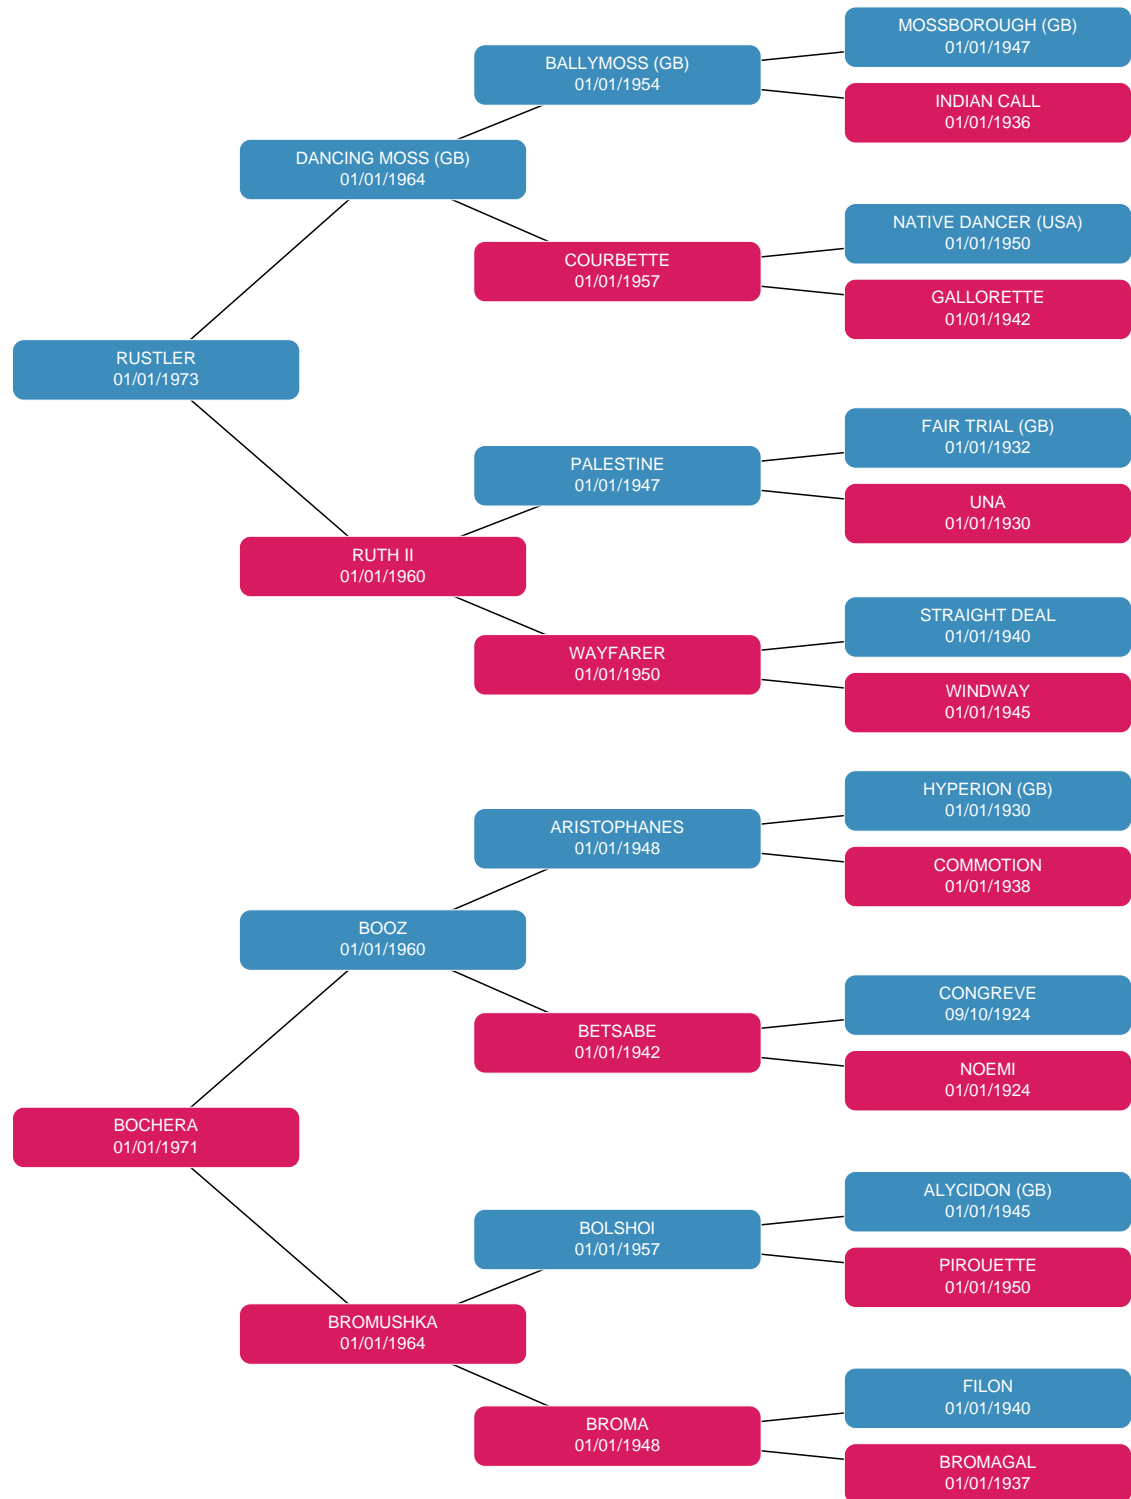 MOSSBOROUGH (GB)
01/01/1947
BALLYMOSS (GB)
01/01/1954
INDIAN CALL
01/01/1936
DANCING MOSS (GB)
01/01/1964
NATIVE DANCER (USA)
01/01/1950
COURBETTE
01/01/1957
GALLORETTE
01/01/1942
RUSTLER
01/01/1973
FAIR TRIAL (GB)
01/01/1932
PALESTINE
01/01/1947
UNA
01/01/1930
RUTH II
01/01/1960
STRAIGHT DEAL
01/01/1940
WAYFARER
01/01/1950
WINDWAY
01/01/1945
HYPERION (GB)
01/01/1930
ARISTOPHANES
01/01/1948
COMMOTION
01/01/1938
BOOZ
01/01/1960
CONGREVE
09/10/1924
BETSABE
01/01/1942
NOEMI
01/01/1924
BOCHERA
01/01/1971
ALYCIDON (GB)
01/01/1945
BOLSHOI
01/01/1957
PIROUETTE
01/01/1950
BROMUSHKA
01/01/1964
FILON
01/01/1940
BROMA
01/01/1948
BROMAGAL
01/01/1937